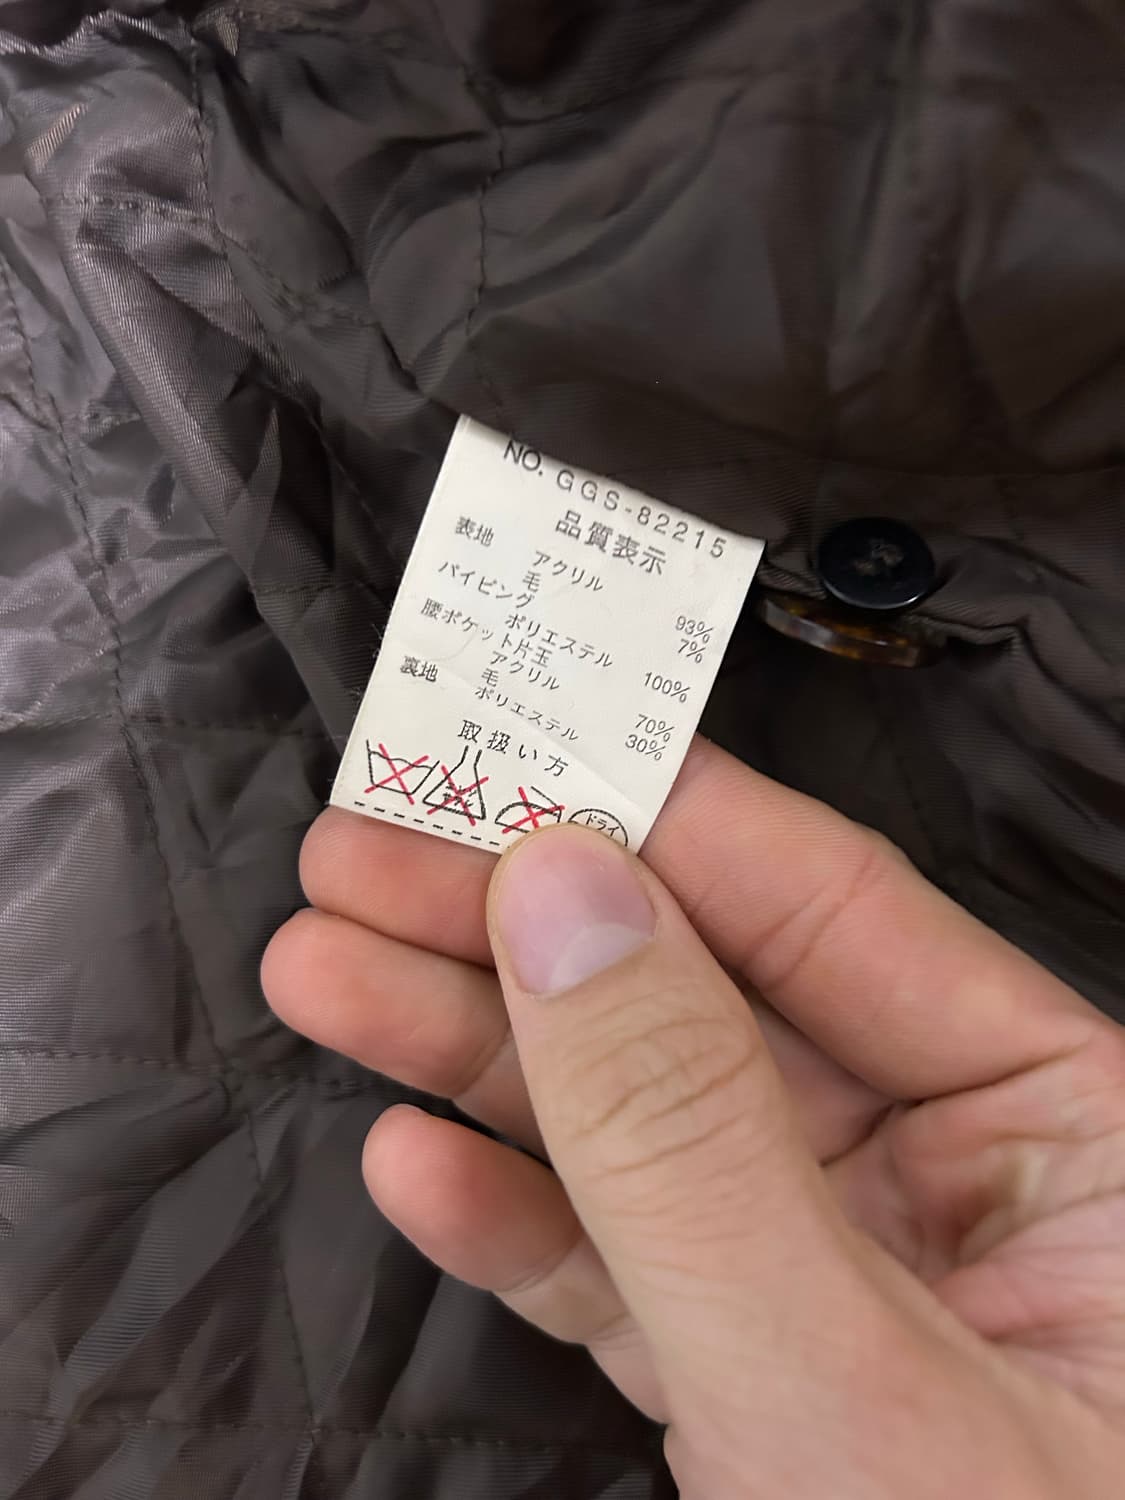 NO. GGS-82215
品質表示
表地 アクリル 93%
毛 7%
パイピング
ポリエステル 100%
腰ポケット片玉
アクリル 70%
毛 30%
裏地 ポリエステル
取扱い方
ドライ